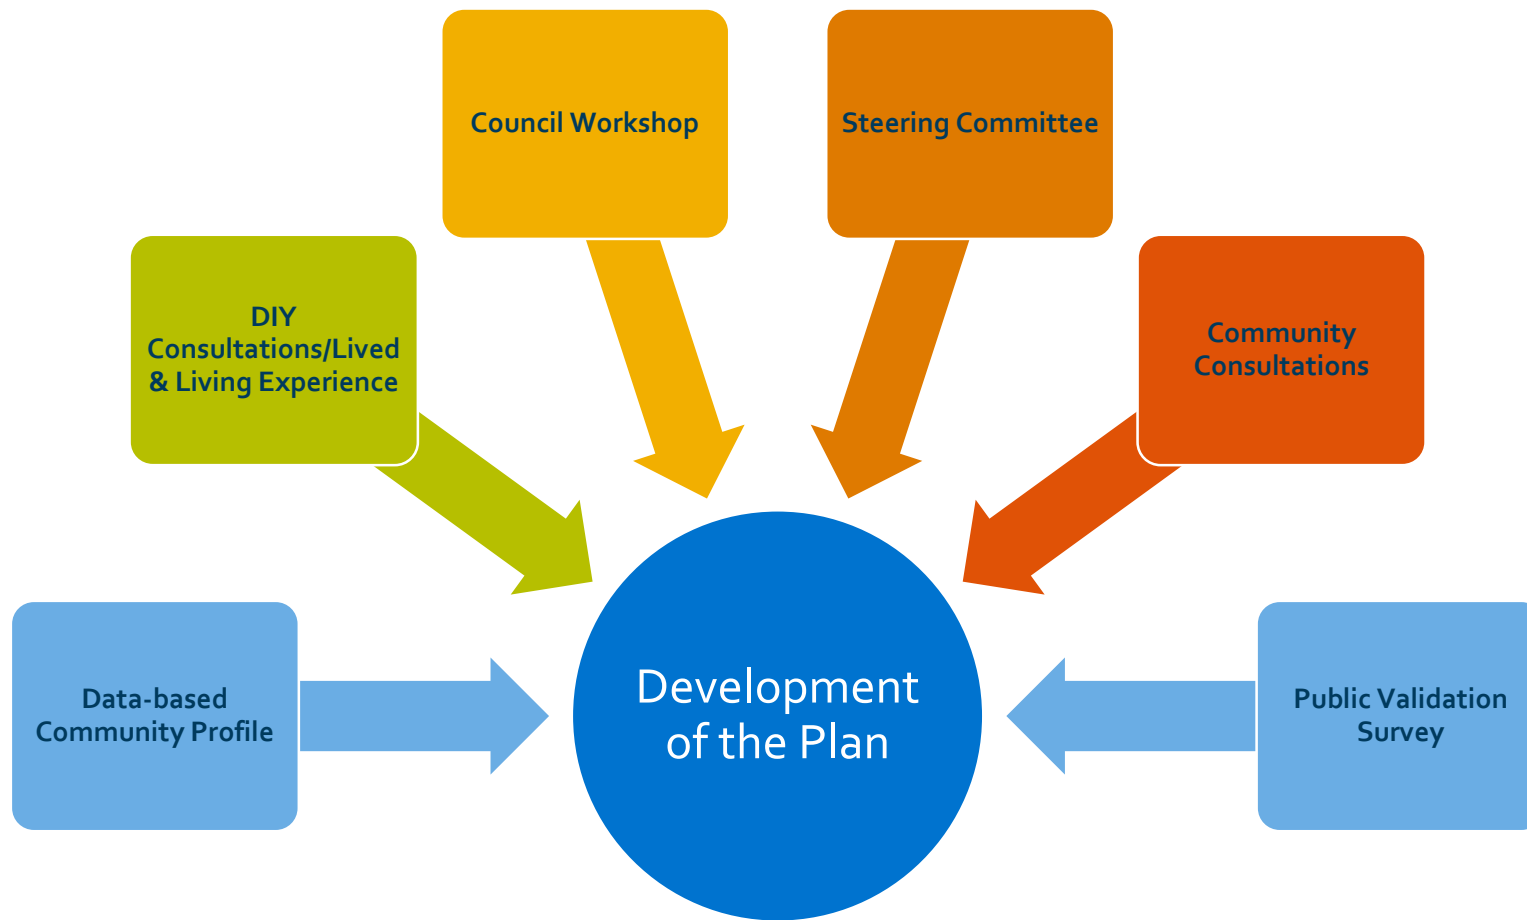 Council Workshop
Steering Committee
DIY
Consultations/Lived
& Living Experience
Community
Consultations
Data-based
Community Profile
Development
of the Plan
Public Validation
Survey